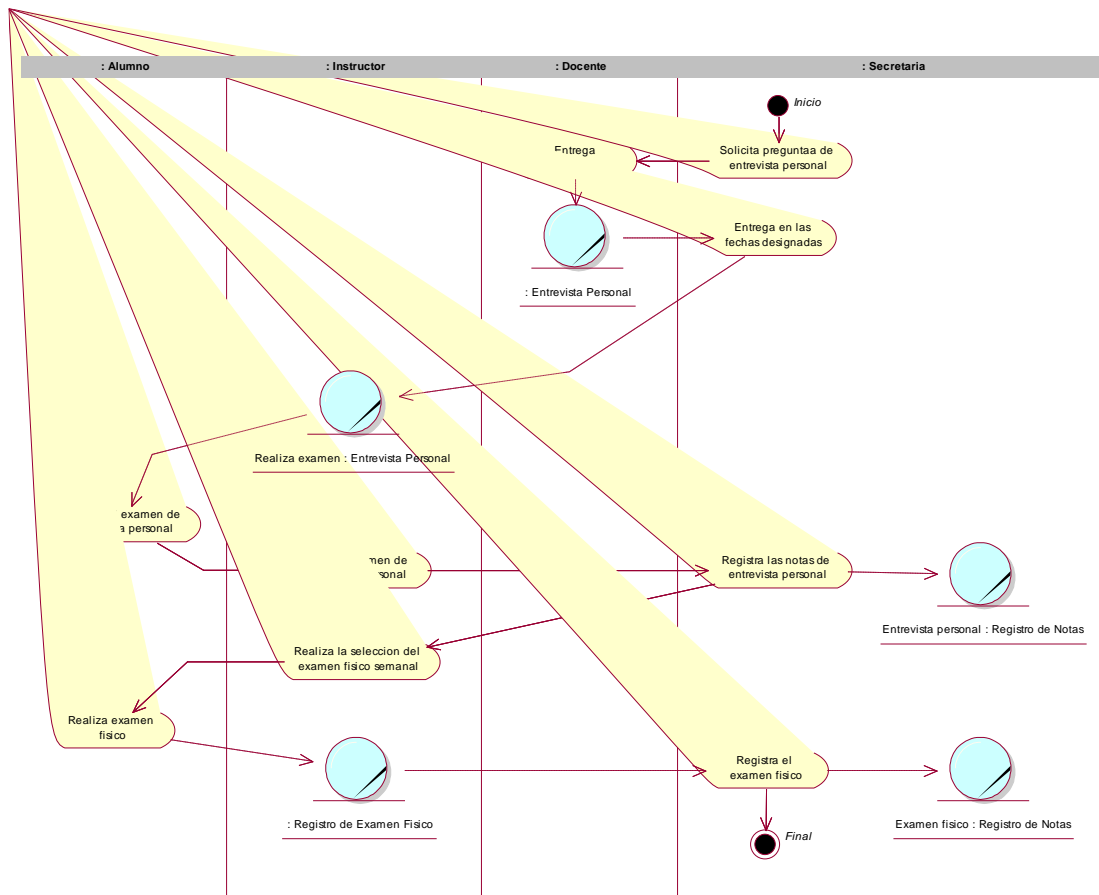 : Alumno
: Instructor
: Docente
: Secretaria
Inicio
Solicita preguntaa de
entrevista personal
Entrega
Entrega en las
fechas designadas
: Entrevista Personal
Realiza examen : Entrevista Personal
examen de
personal
de
Registra las notas de
entrevista personal
Entrevista personal : Registro de Notas
Realiza la seleccion del
examen fisico semanal
Realiza examen
fisico
Registra el
examen fisico
: Registro de Examen Fisico
Examen fisico : Registro de Notas
Final